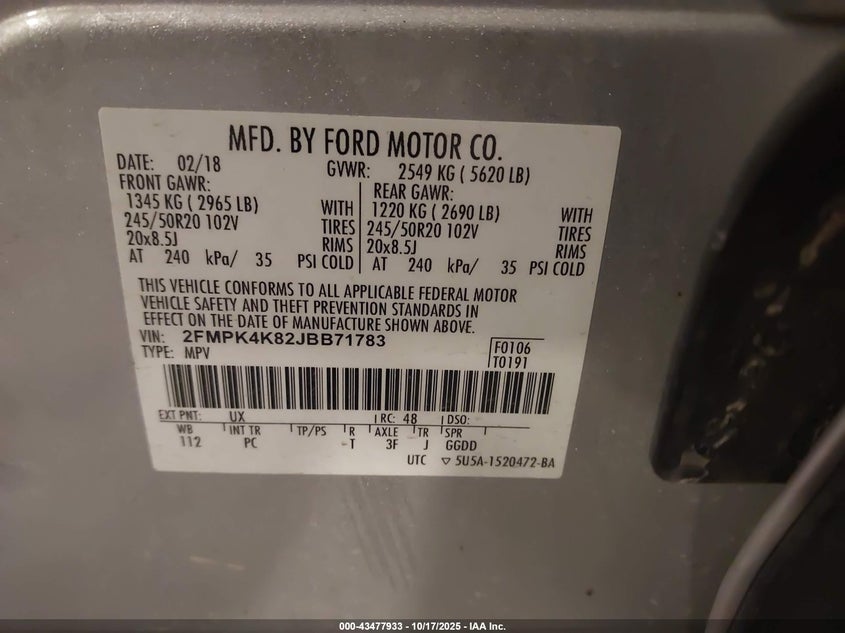 MFD. BY FORD MOTOR CO.
DATE: 02/18 GVWR: 2549 KG ( 5620 LB)
FRONT GAWR: REAR GAWR:
1345 KG ( 2965 LB) WITH 1220 KG ( 2690 LB) WITH
245/50R20 102V TIRES 245/50R20 102V TIRES
20x8.5J RIMS 20x8.5J RIMS
AT 240 kPa/ 35 PSI COLD AT 240 kPa/ 35 PSI COLD
THIS VEHICLE CONFORMS TO ALL APPLICABLE FEDERAL MOTOR
VEHICLE SAFETY AND THEFT PREVENTION STANDARDS IN
EFFECT ON THE DATE OF MANUFACTURE SHOWN ABOVE.
VIN: 2FMPK4K82JBB71783
TYPE: MPV
F0106
T0191
EXT PNT: UX RC: 48 DSO:
WB INT TR TP/PS R AXLE TR SPR
112 PC -T 3F J GGDD
UTC ▽ 5U5A-1520472-BA
000-43477933 - 10/17/2025 - IAA Inc.